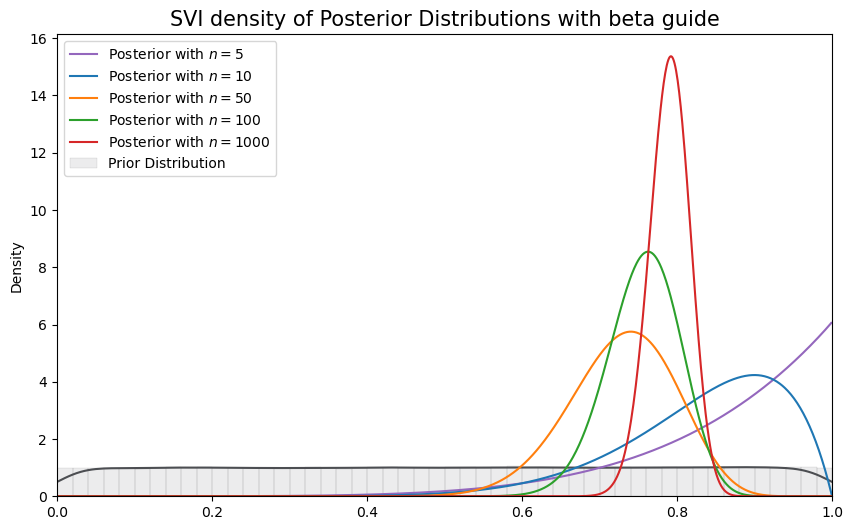 SVI density of Posterior Distributions with beta guide
16
14
12
10
8
6
4
2
0
Density
Posterior with n = 5
Posterior with n = 10
Posterior with n = 50
Posterior with n = 100
Posterior with n = 1000
Prior Distribution
0.0 0.2 0.4 0.6 0.8 1.0